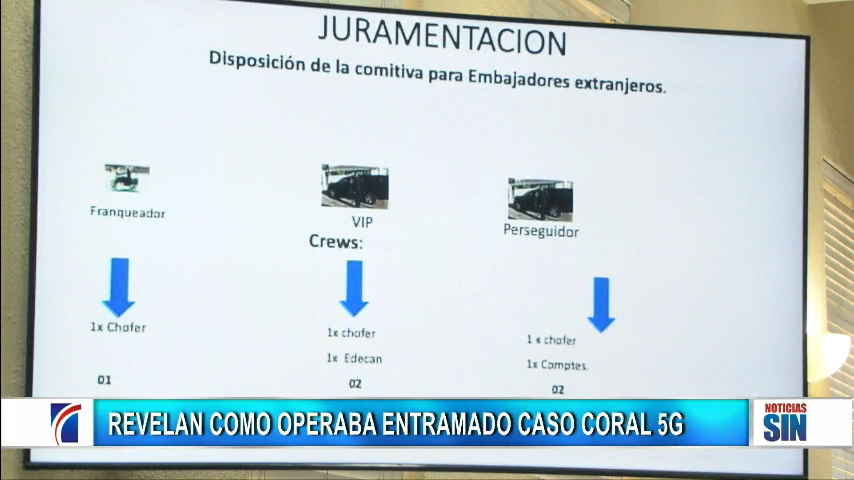 JURAMENTACION
Disposición de la comitiva para Embajadores extranjeros.
Franqueador
VIP
Perseguidor
Crews:
1x Chofer
1x chofer
1 x chofer
1x Edecan
1x Comptes.
01
02
02
REVELAN COMO OPERABA ENTRAMADO CASO CORAL 5G
NOTICIAS
SIN